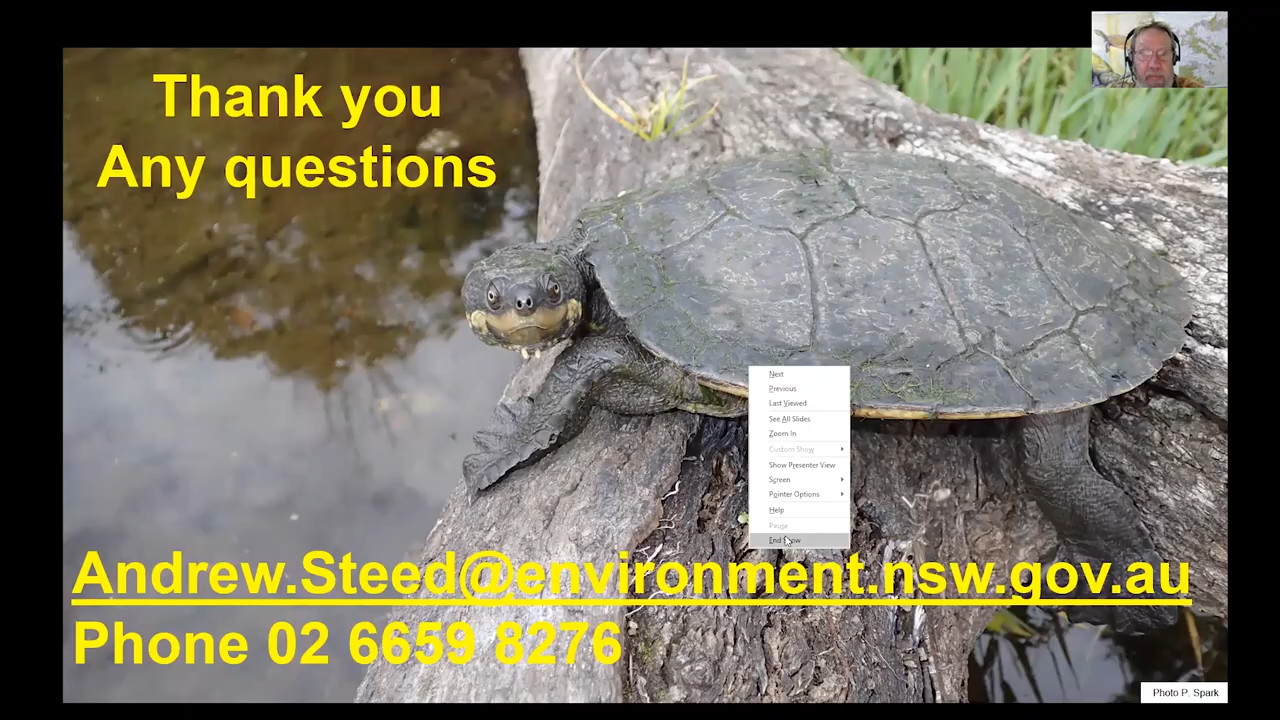 Thank you
Any questions
Next
Previous
Last Viewed
See All Slides
Zoom In
Custom Show
Show Presenter View
Screen
Pointer Options
Help
Pause
End Show
Andrew.Steed@environment.nsw.gov.au
Phone 02 6659 8276
Photo P. Spark